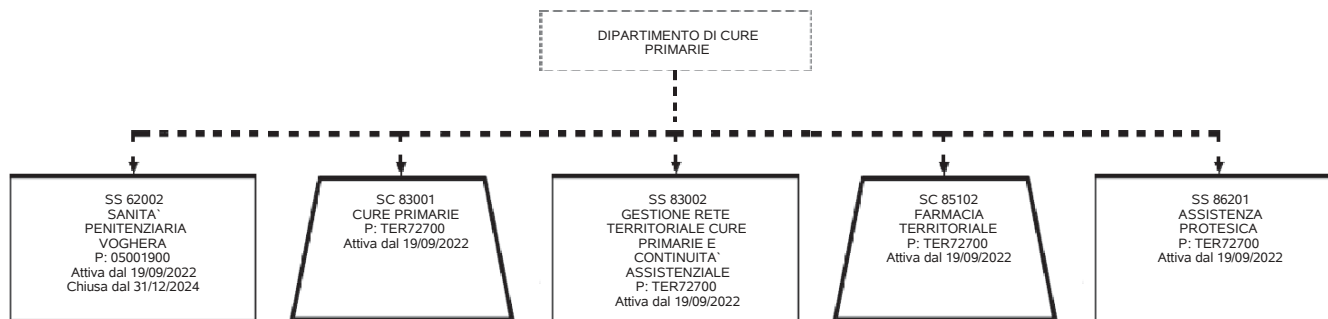 DIPARTIMENTO DI CURE
PRIMARIE
SS 62002
SANITA`
PENITENZIARIA
VOGHERA
P: 05001900
Attiva dal 19/09/2022
Chiusa dal 31/12/2024
SC 83001
CURE PRIMARIE
P: TER72700
Attiva dal 19/09/2022
SS 83002
GESTIONE RETE
TERRITORIALE CURE
PRIMARIE E
CONTINUITA`
ASSISTENZIALE
P: TER72700
Attiva dal 19/09/2022
SC 85102
FARMACIA
TERRITORIALE
P: TER72700
Attiva dal 19/09/2022
SS 86201
ASSISTENZA
PROTESICA
P: TER72700
Attiva dal 19/09/2022